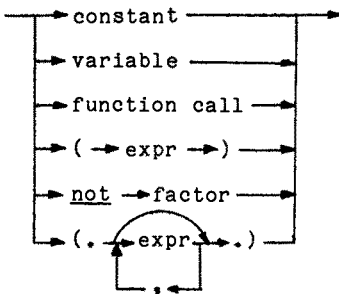 constant
variable
function call
( expr )
not factor
(. expr .)
,